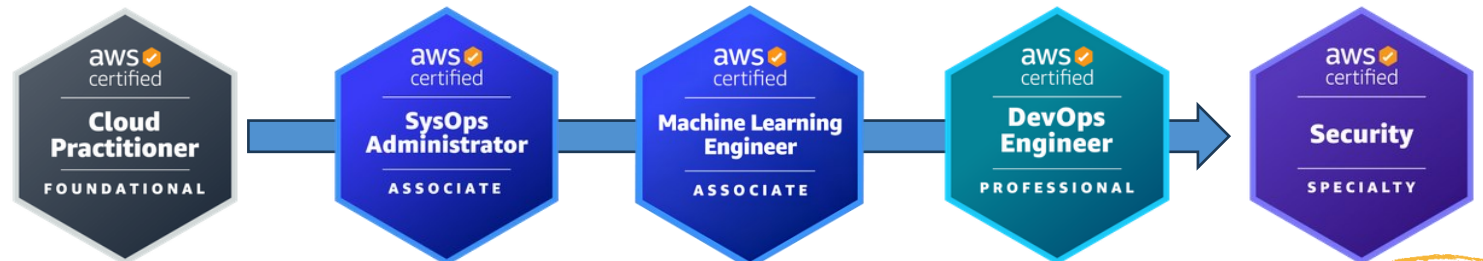 aws
certified
Cloud
Practitioner
FOUNDATIONAL
aws
certified
SysOps
Administrator
ASSOCIATE
aws
certified
Machine Learning
Engineer
ASSOCIATE
aws
certified
DevOps
Engineer
PROFESSIONAL
aws
certified
Security
SPECIALTY